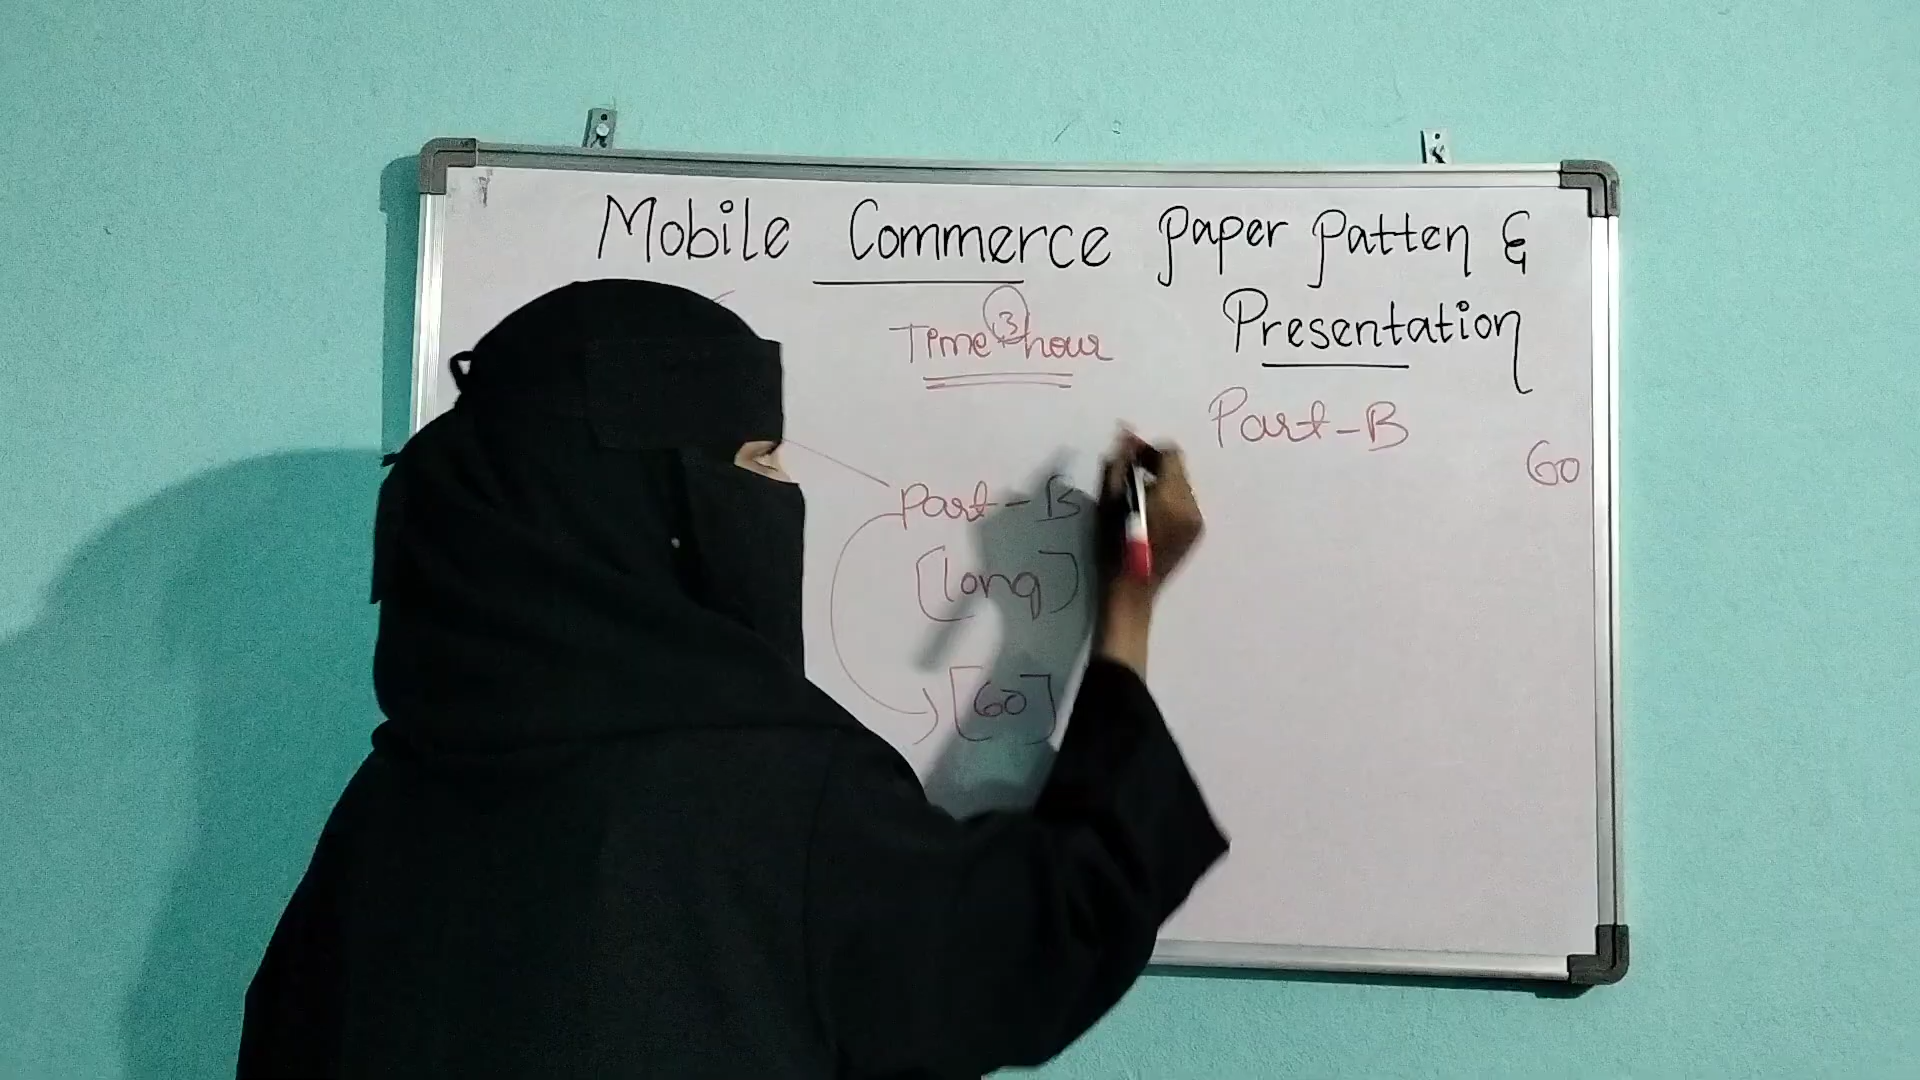 Mobile Commerce paper patten &
Presentation
Time 3 hour
Part-B
60
Part-B
[long]
[60]